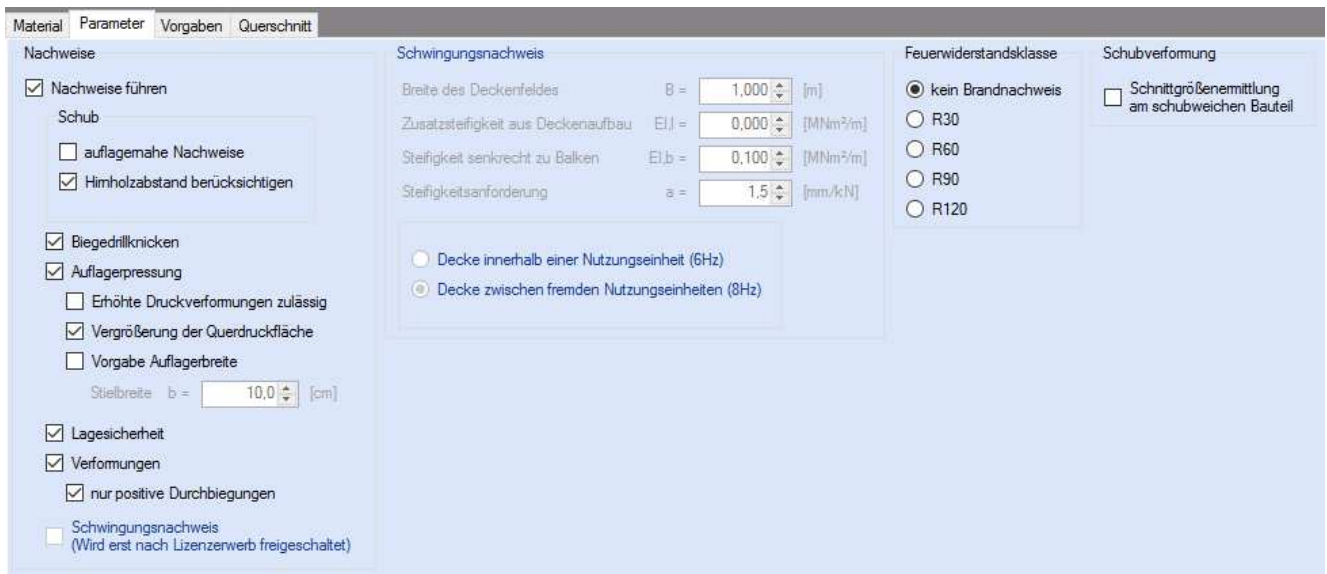 Material Parameter Vorgaben Querschnitt
Nachweise
Nachweise führen
Schub
auflagernahe Nachweise
Hirnholzabstand berücksichtigen
Biegedrillknicken
Auflagerpressung
Erhöhte Druckverformungen zulässig
Vergrößerung der Querdruckfläche
Vorgabe Auflagerbreite
Stielbreite b = 10,0 [cm]
Lagesicherheit
Verformungen
nur positive Durchbiegungen
Schwingungsnachweis
(Wird erst nach Lizenzerwerb freigeschaltet)
Schwingungsnachweis
Breite des Deckenfeldes B = 1,000 [m]
Zusatzsteifigkeit aus Deckenaufbau EI,l = 0,000 [MNm²/m]
Steifigkeit senkrecht zu Balken EI,b = 0,100 [MNm²/m]
Steifigkeitsanforderung a = 1,5 [mm/kN]
Decke innerhalb einer Nutzungseinheit (6Hz)
Decke zwischen fremden Nutzungseinheiten (8Hz)
Feuerwiderstandsklasse
kein Brandnachweis
R30
R60
R90
R120
Schubverformung
Schnittgrößenermittlung
am schubweichen Bauteil